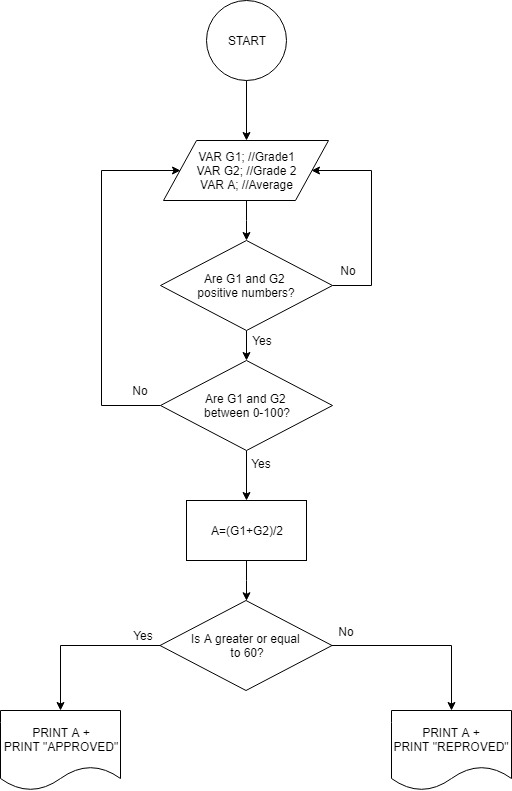 START
VAR G1; //Grade1
VAR G2; //Grade 2
VAR A; //Average
Are G1 and G2
positive numbers?
No
Yes
Are G1 and G2
between 0-100?
No
Yes
A=(G1+G2)/2
Is A greater or equal
to 60?
Yes
No
PRINT A +
PRINT "APPROVED"
PRINT A +
PRINT "REPROVED"